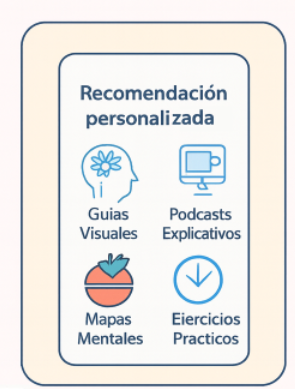 Recomendación
personalizada
Guias
Visuales
Podcasts
Explicativos
Mapas
Mentales
Eiercicios
Practicos